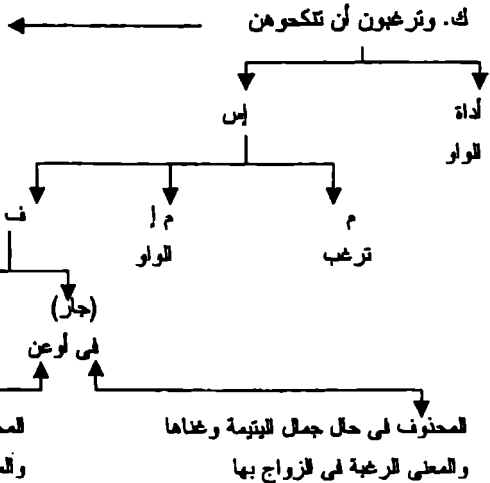 ك. وترغبون أن تنكحوهن
أداة
إس
الواو
م
م إ
ف
ترغب
الواو
(جار)
فى أوعن
المحذوف فى حال جمال اليتيمة وغناها
والمعنى الرغبة فى الزواج بها